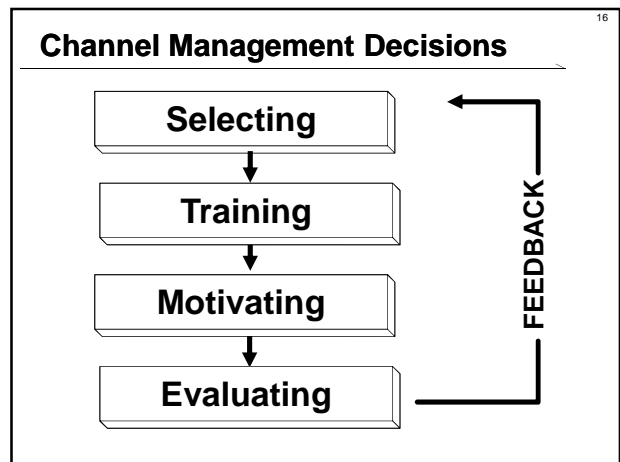 16
Channel Management Decisions
Selecting
Training
Motivating
Evaluating
FEEDBACK